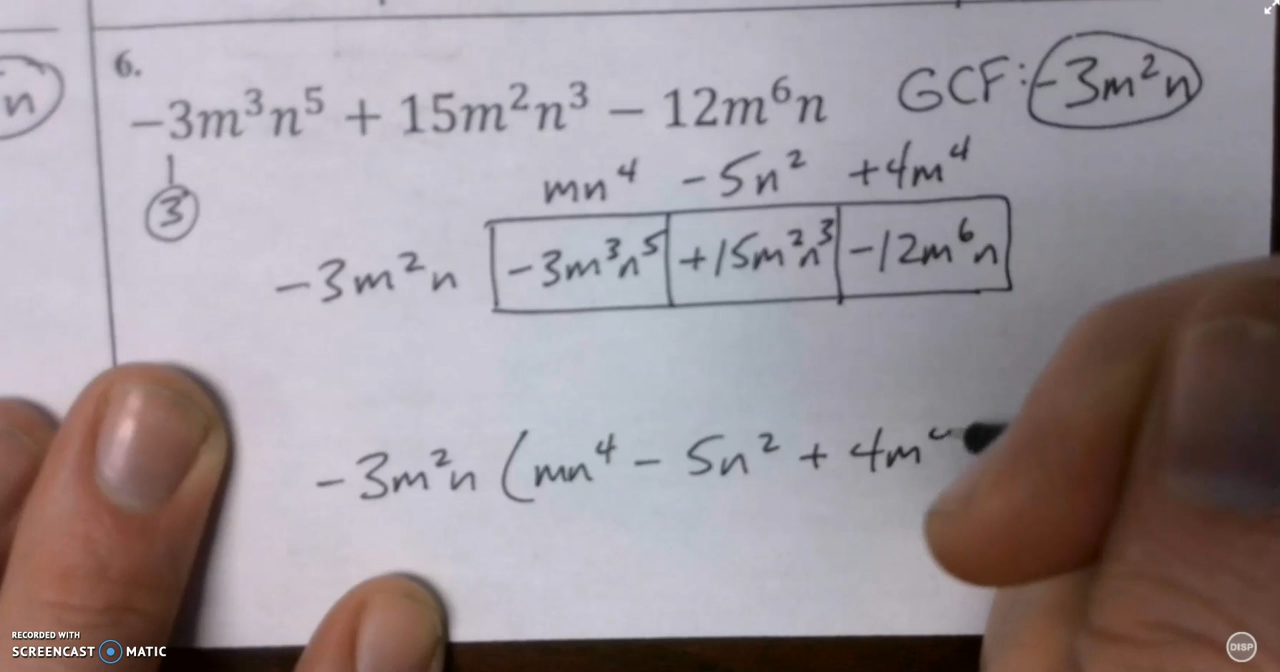 n
6.
−3m³n⁵ + 15m²n³ − 12m⁶n
GCF: -3m²n
3
mn⁴ -5n² +4m⁴
-3m²n -3m³n⁵ +15m²n³ -12m⁶n
-3m²n (mn⁴ - 5n² + 4m
RECORDED WITH
SCREENCAST MATIC
DISP